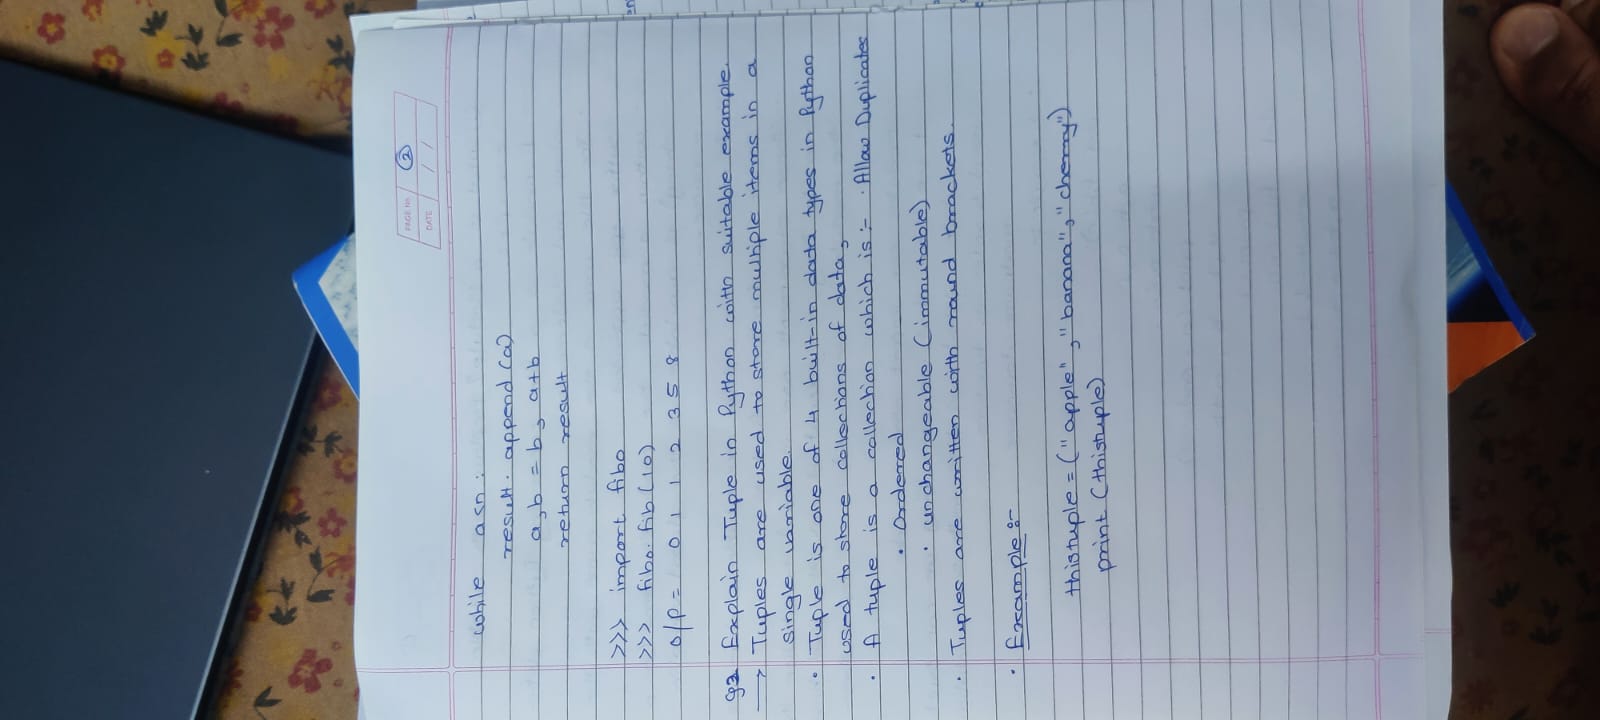 PAGE No. 2
DATE / /
while a<n:
result.append(a)
a,b = b, a+b
return result
>>> import fibo
>>> fibo.fib(10)
O/P = 0 1 1 2 3 5 8
Q2 Explain Tuple in Python with suitable example.
→ Tuples are used to store multiple items in a
single variable.
• Tuple is one of 4 built-in data types in Python
used to store collections of data,
• A tuple is a collection which is :- • Allow Duplicates
• Ordered
• unchangeable (immutable)
• Tuples are written with round brackets.
• Example :-
thistuple = ("apple", "banana", "cherry")
print (thistuple)